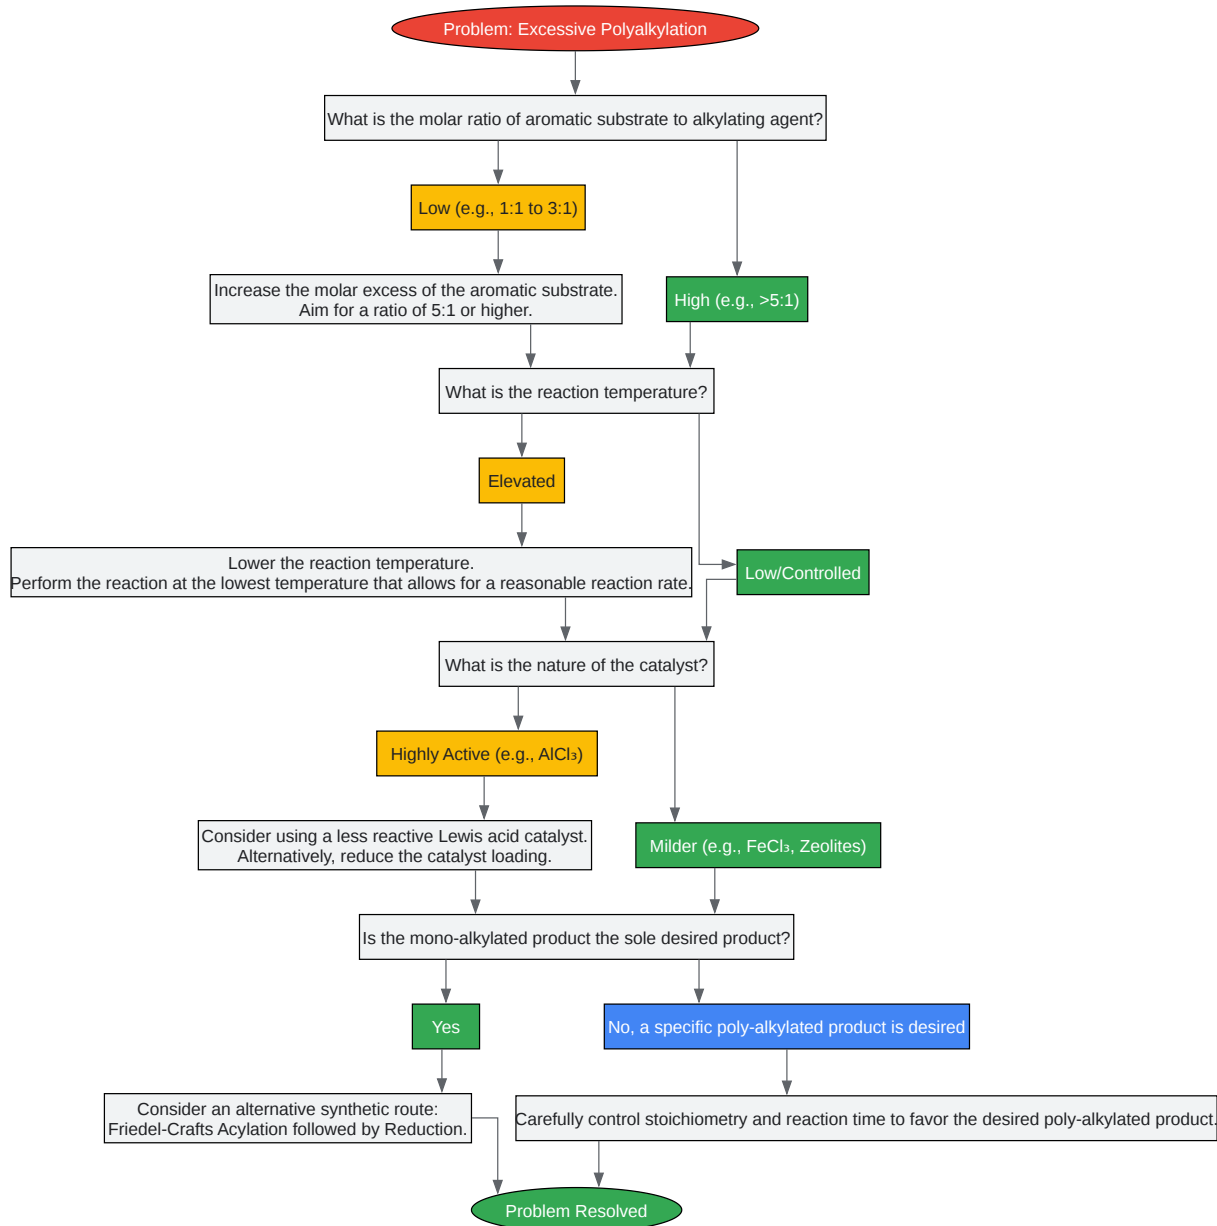 Problem: Excessive Polyalkylation
What is the molar ratio of aromatic substrate to alkylating agent?
Low (e.g., 1:1 to 3:1)
Increase the molar excess of the aromatic substrate.
Aim for a ratio of 5:1 or higher.
High (e.g., >5:1)
What is the reaction temperature?
Elevated
Lower the reaction temperature.
Perform the reaction at the lowest temperature that allows for a reasonable reaction rate.
Low/Controlled
What is the nature of the catalyst?
Highly Active (e.g., AlCl₃)
Consider using a less reactive Lewis acid catalyst.
Alternatively, reduce the catalyst loading.
Milder (e.g., FeCl₃, Zeolites)
Is the mono-alkylated product the sole desired product?
Yes
No, a specific poly-alkylated product is desired
Consider an alternative synthetic route:
Friedel-Crafts Acylation followed by Reduction.
Carefully control stoichiometry and reaction time to favor the desired poly-alkylated product.
Problem Resolved